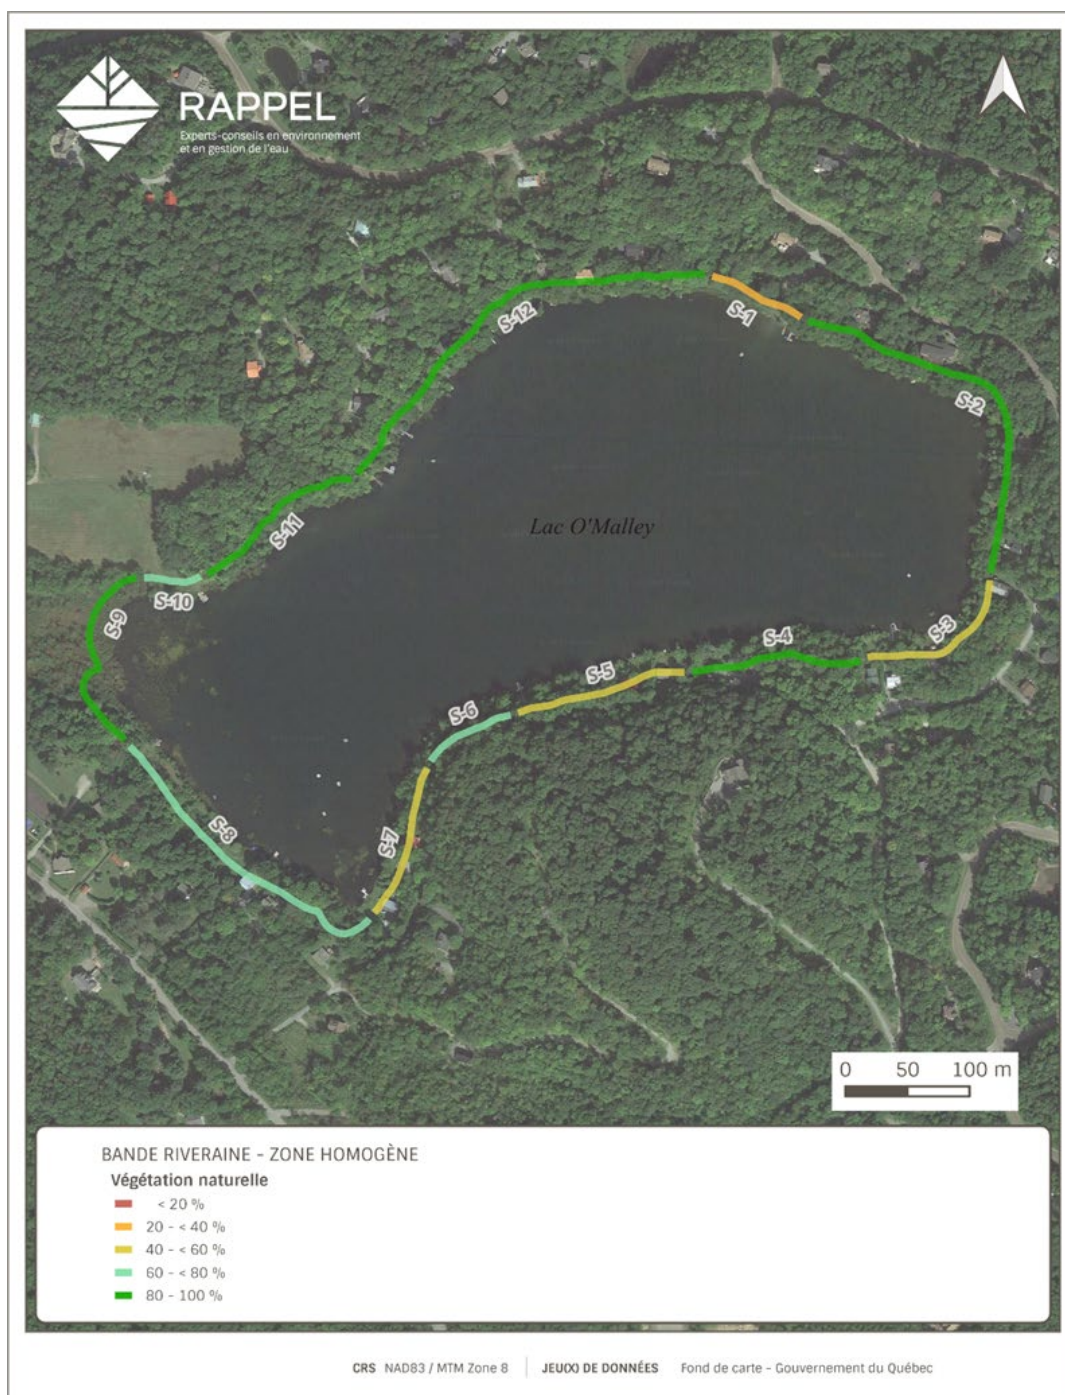 RAPPEL
Experts-conseils en environnement
et en gestion de l'eau
S-12
S-1
S-2
Lac O'Malley
S-11
S-10
S-9
S-3
S-4
S-5
S-6
S-8
S-7
0 50 100 m
BANDE RIVERAINE - ZONE HOMOGÈNE
Végétation naturelle
< 20 %
20 - < 40 %
40 - < 60 %
60 - < 80 %
80 - 100 %
CRS NAD83 / MTM Zone 8 | JEU(X) DE DONNÉES Fond de carte - Gouvernement du Québec